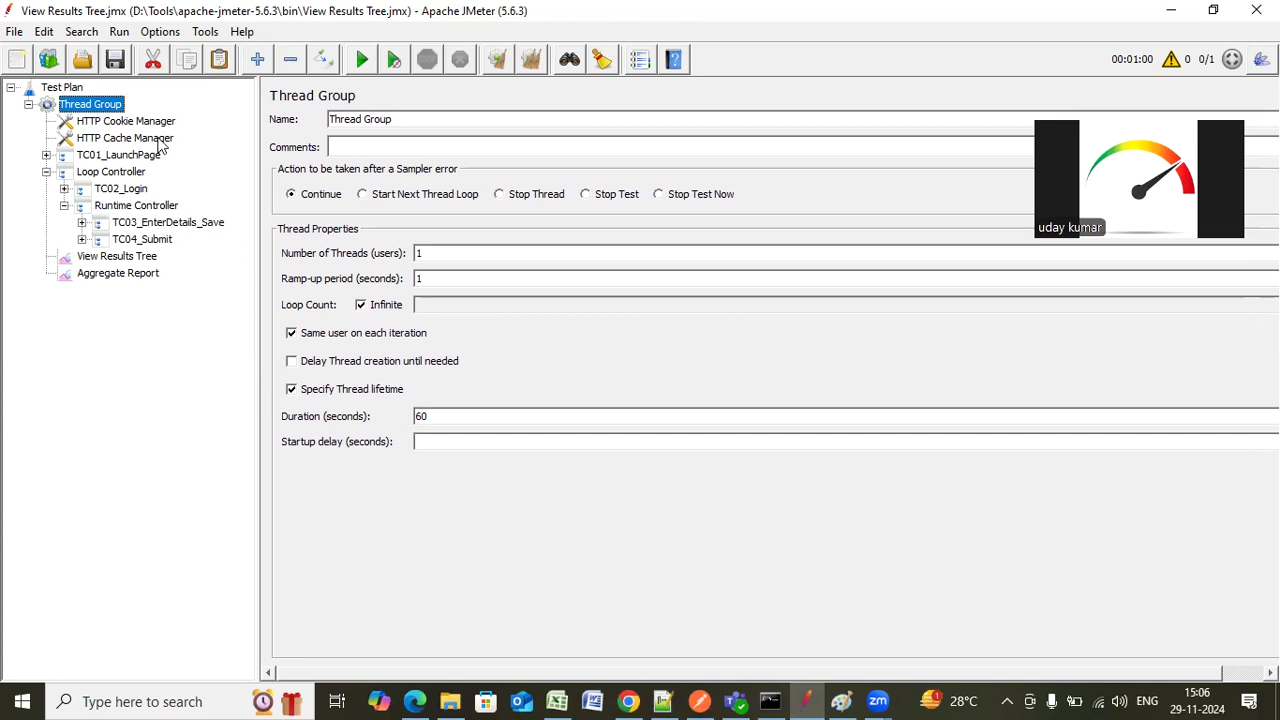 View Results Tree.jmx (D:\Tools\apache-jmeter-5.6.3\bin\View Results Tree.jmx) - Apache JMeter (5.6.3)
File Edit Search Run Options Tools Help
00:01:00 0 0/1
Test Plan
Thread Group
HTTP Cookie Manager
HTTP Cache Manager
TC01_LaunchPage
Loop Controller
TC02_Login
Runtime Controller
TC03_EnterDetails_Save
TC04_Submit
View Results Tree
Aggregate Report
Thread Group
Name: Thread Group
Comments:
Action to be taken after a Sampler error
Continue Start Next Thread Loop Stop Thread Stop Test Stop Test Now
uday kumar
Thread Properties
Number of Threads (users): 1
Ramp-up period (seconds): 1
Loop Count: Infinite
Same user on each iteration
Delay Thread creation until needed
Specify Thread lifetime
Duration (seconds): 60
Startup delay (seconds):
Type here to search
28°C
ENG
15:06
29-11-2024